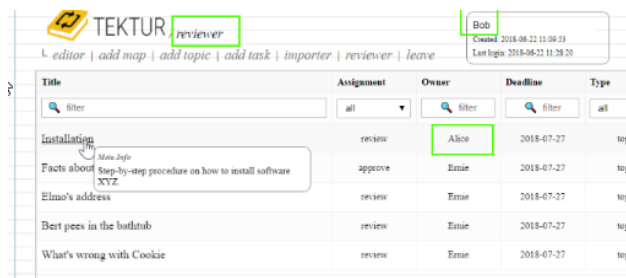 TEKTUR / reviewer
Bob
Created: 2018-06-22 11:09:53
Last login: 2018-06-22 11:28:20
editor | add map | add topic | add task | importer | reviewer | leave
Title Assignment Owner Deadline Type
filter all filter filter all
Installation review Alice 2018-07-27
Meta Info
Facts about approve Ernie 2018-07-27
Step-by-step procedure on how to install software
XYZ.
Elmo's address review Ernie 2018-07-27
Bert pees in the bathtub review Ernie 2018-07-27
What's wrong with Cookie review Ernie 2018-07-27